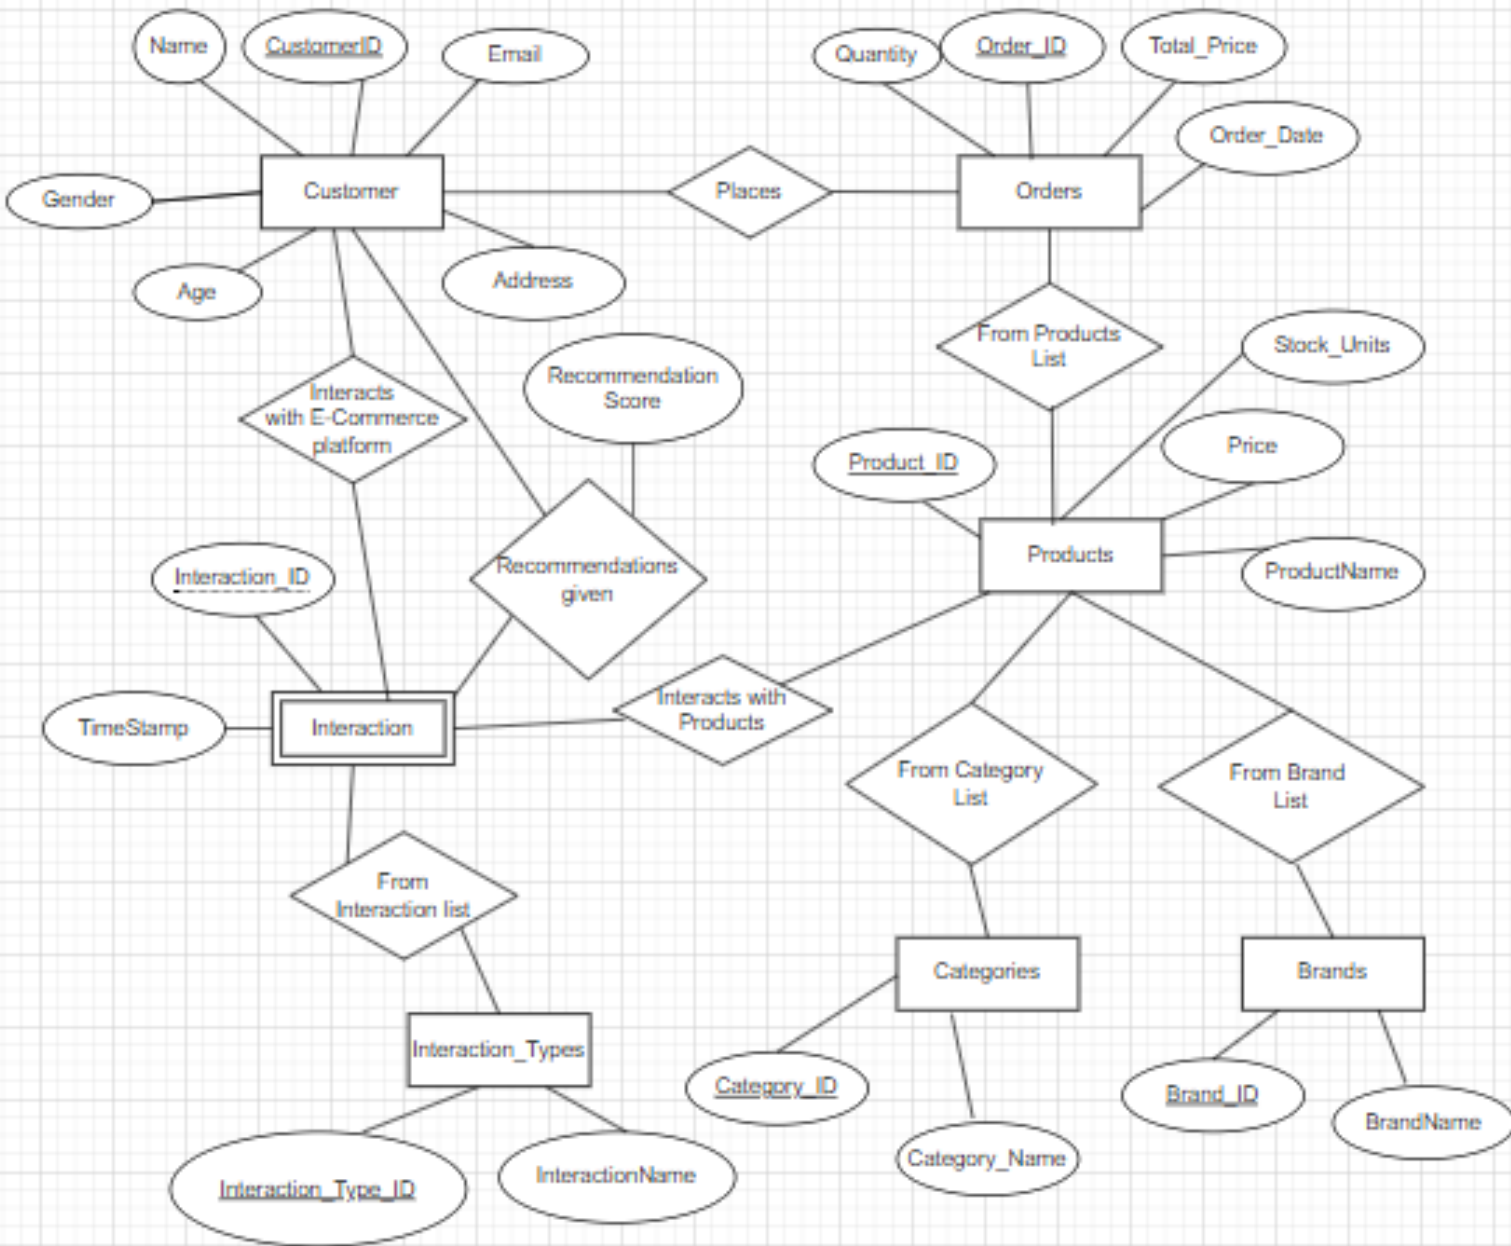 Name
CustomerID
Email
Quantity
Order_ID
Total_Price
Order_Date
Gender
Customer
Places
Orders
Age
Address
From Products
List
Stock_Units
Recommendation
Score
Interacts
with E-Commerce
platform
Product_ID
Price
Products
ProductName
Interaction_ID
Recommendations
given
TimeStamp
Interaction
Interacts with
Products
From Category
List
From Brand
List
From
Interaction list
Categories
Brands
Interaction_Types
Category_ID
Brand_ID
BrandName
Category_Name
Interaction_Type_ID
InteractionName